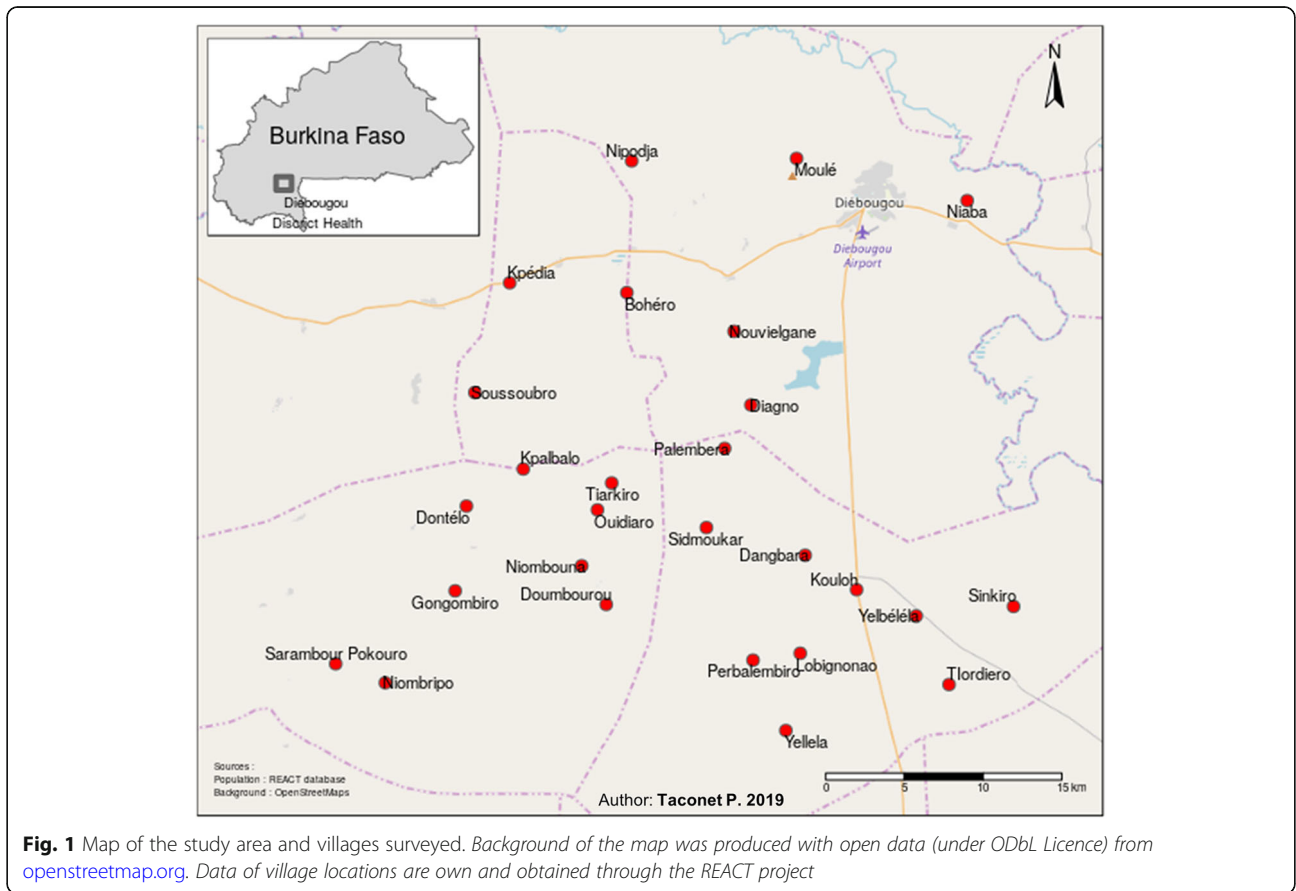 N
Burkina Faso
Diébougou
Disctrict Health
Nipodja
Moulé
Diébougou
Niaba
Diebougou
Airport
Kpédia
Bohéro
Nouvielgane
Soussoubro
Diagno
Palembera
Kpalbalo
Tiarkiro
Dontélo
Ouidiaro
Sidmoukar
Dangbara
Niombouna
Kouloh
Doumbourou
Gongombiro
Sinkiro
Yelbéléla
Sarambour Pokouro
Niombripo
Perbalembiro
Lobignonao
TIordiero
Yellela
Sources :
Population : REACT database
Background : OpenStreetMaps
Author: Taconet P. 2019
0 5 10 15 km
Fig. 1 Map of the study area and villages surveyed. Background of the map was produced with open data (under ODbL Licence) from
openstreetmap.org. Data of village locations are own and obtained through the REACT project